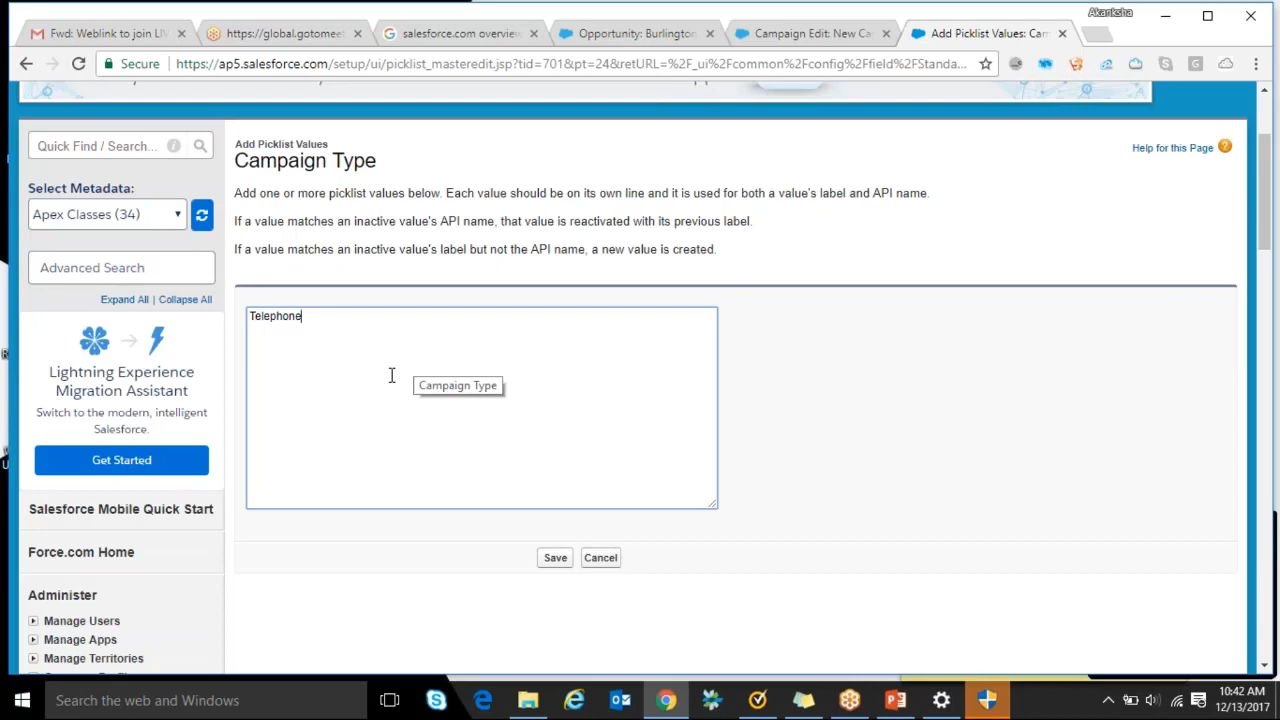 Akanksha
Fwd: Weblink to join LIV
https://global.gotomeet
salesforce.com overview
Opportunity: Burlington
Campaign Edit: New Ca
Add Picklist Values: Cam
Secure
https://ap5.salesforce.com/setup/ui/picklist_masteredit.jsp?tid=701&pt=24&retURL=%2F_ui%2Fcommon%2Fconfig%2Ffield%2FStanda...
Quick Find / Search...
Select Metadata:
Apex Classes (34)
Advanced Search
Expand All | Collapse All
Lightning Experience
Migration Assistant
Switch to the modern, intelligent
Salesforce.
Get Started
Salesforce Mobile Quick Start
Force.com Home
Administer
Manage Users
Manage Apps
Manage Territories
Add Picklist Values
Campaign Type
Help for this Page
Add one or more picklist values below. Each value should be on its own line and it is used for both a value's label and API name.
If a value matches an inactive value's API name, that value is reactivated with its previous label.
If a value matches an inactive value's label but not the API name, a new value is created.
Telephone
Campaign Type
Save
Cancel
Search the web and Windows
10:42 AM
12/13/2017